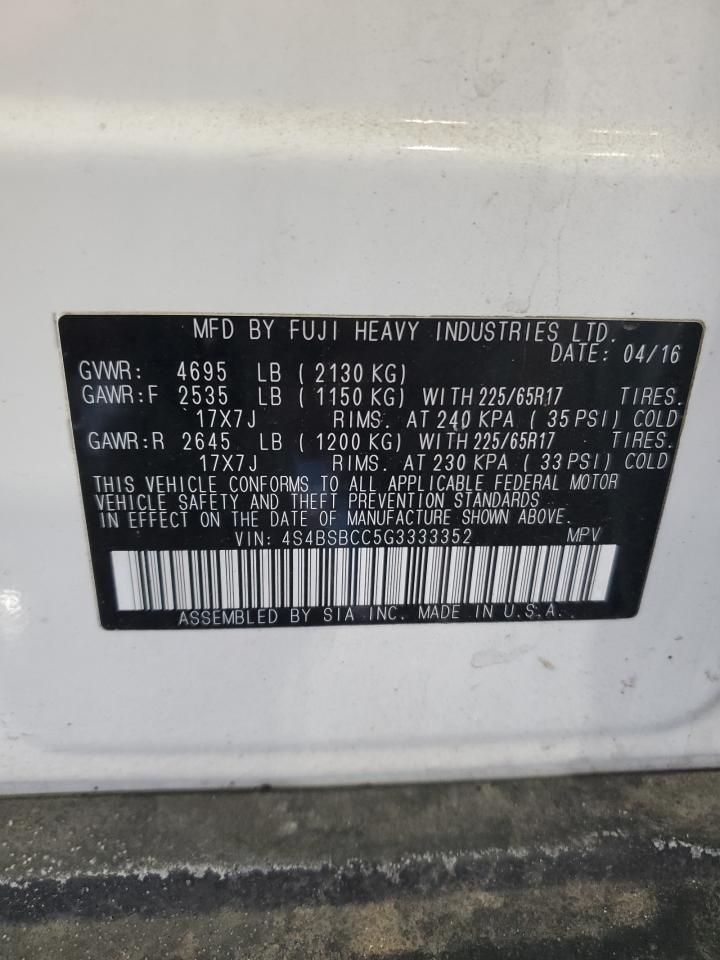 MFD BY FUJI HEAVY INDUSTRIES LTD.
DATE: 04/16
GVWR: 4695 LB ( 2130 KG)
GAWR:F 2535 LB ( 1150 KG) WITH 225/65R17 TIRES.
17X7J RIMS. AT 240 KPA ( 35 PSI) COLD
GAWR:R 2645 LB ( 1200 KG) WITH 225/65R17 TIRES.
17X7J RIMS. AT 230 KPA ( 33 PSI) COLD
THIS VEHICLE CONFORMS TO ALL APPLICABLE FEDERAL MOTOR
VEHICLE SAFETY AND THEFT PREVENTION STANDARDS
IN EFFECT ON THE DATE OF MANUFACTURE SHOWN ABOVE.
VIN: 4S4BSBCC5G3333352 MPV
ASSEMBLED BY SIA INC. MADE IN U.S.A.